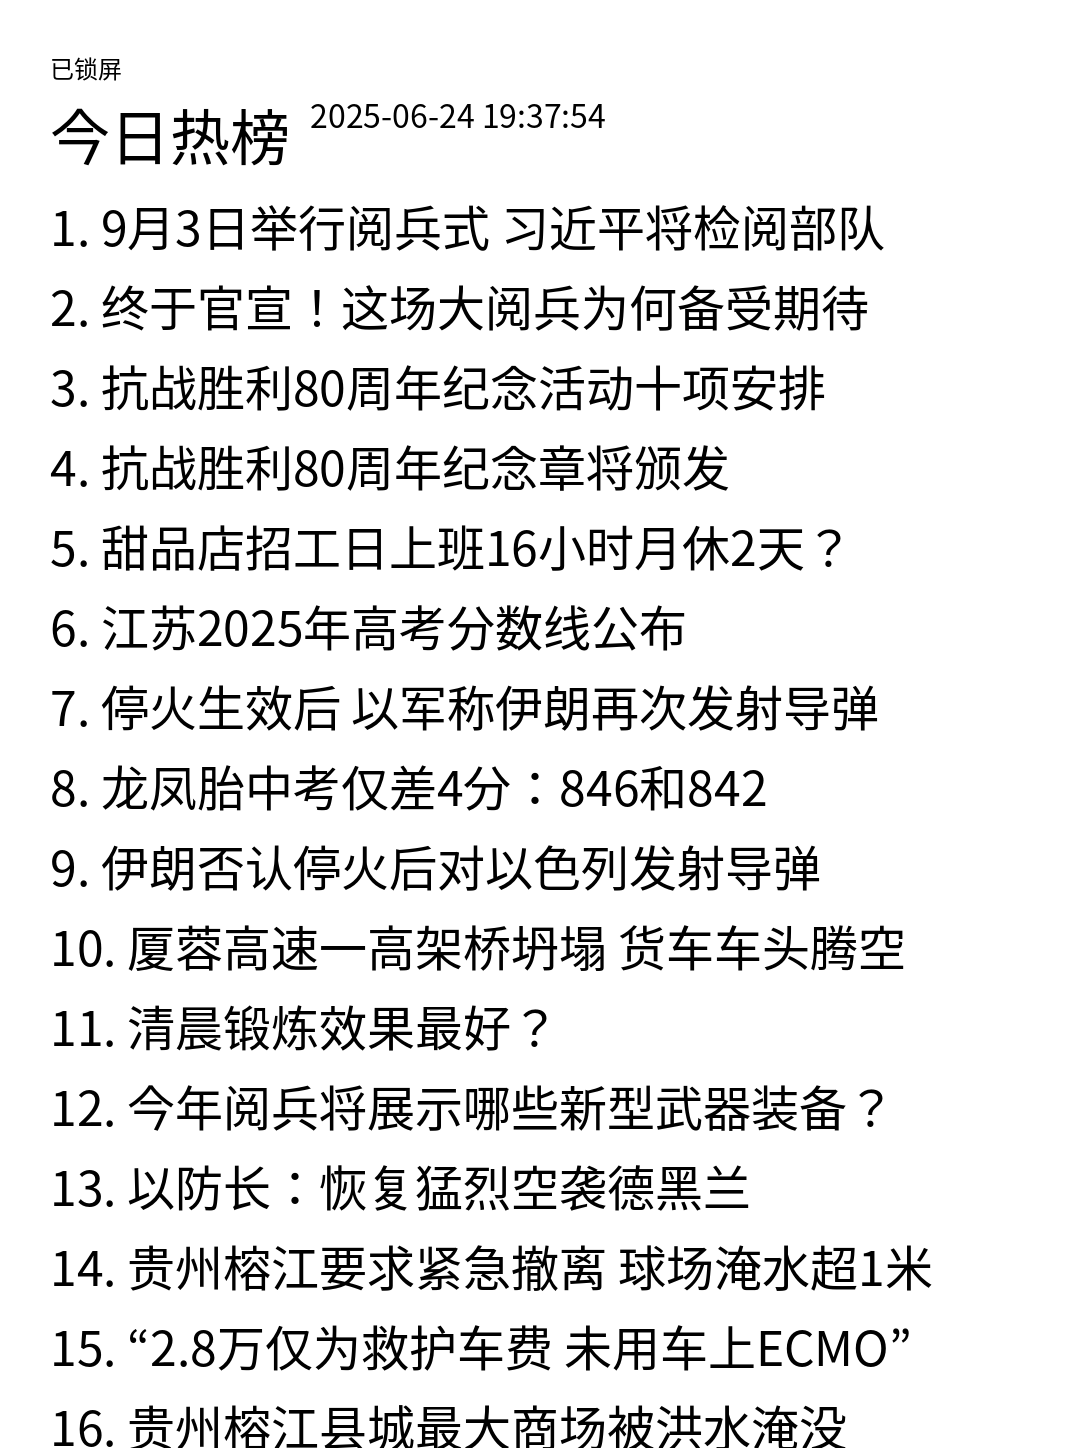 已锁屏
今日热榜 2025-06-24 19:37:54
1. 9月3日举行阅兵式 习近平将检阅部队
2. 终于官宣！这场大阅兵为何备受期待
3. 抗战胜利80周年纪念活动十项安排
4. 抗战胜利80周年纪念章将颁发
5. 甜品店招工日上班16小时月休2天？
6. 江苏2025年高考分数线公布
7. 停火生效后 以军称伊朗再次发射导弹
8. 龙凤胎中考仅差4分：846和842
9. 伊朗否认停火后对以色列发射导弹
10. 厦蓉高速一高架桥坍塌 货车车头腾空
11. 清晨锻炼效果最好？
12. 今年阅兵将展示哪些新型武器装备？
13. 以防长：恢复猛烈空袭德黑兰
14. 贵州榕江要求紧急撤离 球场淹水超1米
15. “2.8万仅为救护车费 未用车上ECMO”
16. 贵州榕江县城最大商场被洪水淹没